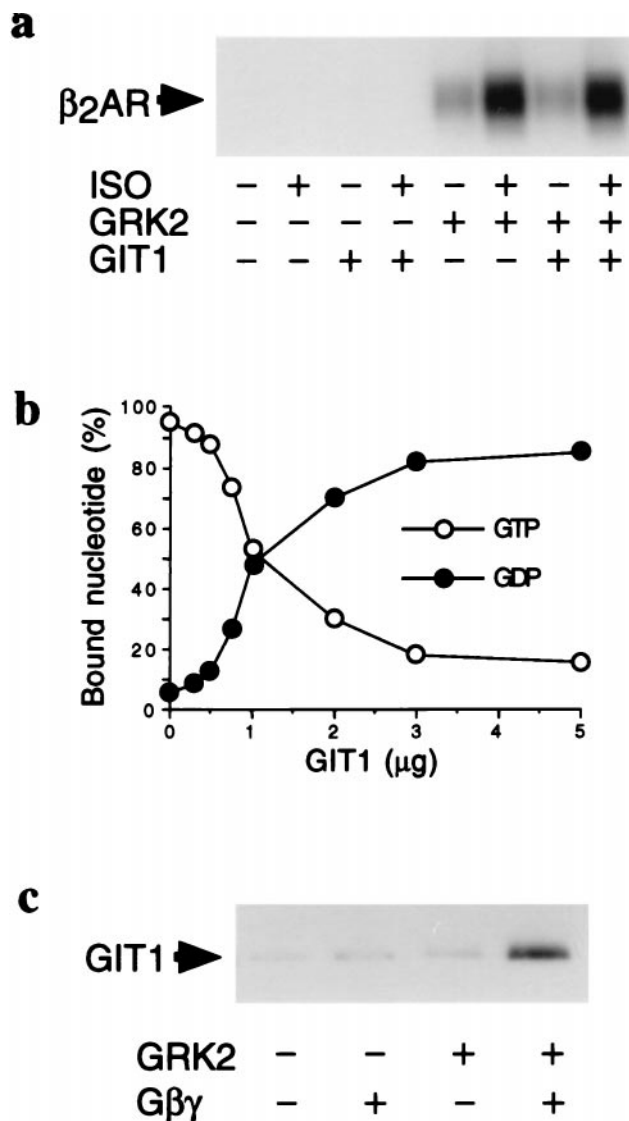 a
β₂AR
ISO − + − + − + − +
GRK2 − − − − + + + +
GIT1 − − + + − − + +
b
Bound nucleotide (%)
100
80
60
40
20
0
GTP
GDP
0 1 2 3 4 5
GIT1 (μg)
c
GIT1
GRK2 − − + +
Gβγ − + − +